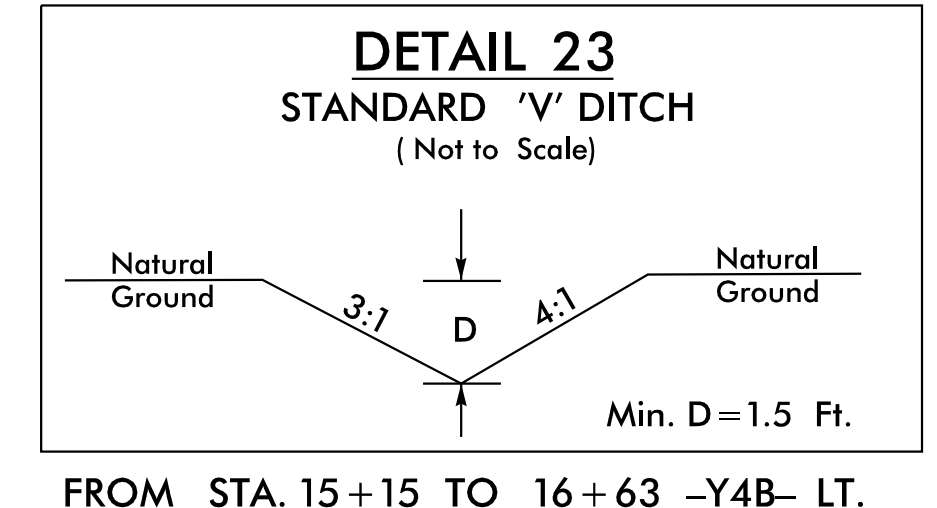 DETAIL 23
STANDARD 'V' DITCH
( Not to Scale)
Natural
Ground
3:1
D
4:1
Natural
Ground
Min. D=1.5 Ft.
FROM STA. 15+15 TO 16+63 -Y4B- LT.